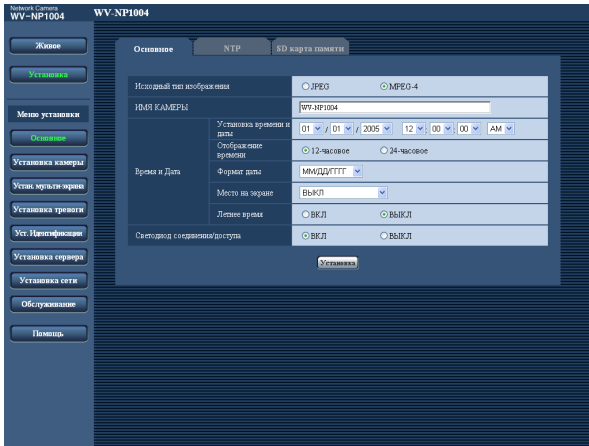 Network Camera
WV-NP1004
WV-NP1004
Живое
Установка
Меню установки
Основное
Установка камеры
Устан. мульти-экрана
Установка тревоги
Уст. Идентификации
Установка сервера
Установка сети
Обслуживание
Помощь
Основное NTP SD карта памяти
Исходный тип изображения JPEG MPEG-4
ИМЯ КАМЕРЫ WV-NP1004
Время и Дата
Установка времени и даты 01 / 01 / 2005 12 : 00 : 00 AM
Отображение времени 12-часовое 24-часовое
Формат даты ММ/ДД/ГГГГ
Место на экране ВЫКЛ
Летнее время ВКЛ ВЫКЛ
Светодиод соединения/доступа ВКЛ ВЫКЛ
Установка